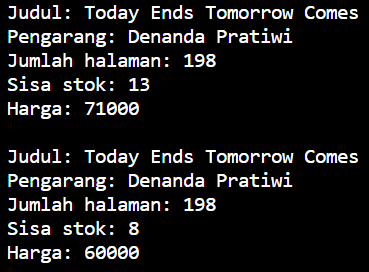 Judul: Today Ends Tomorrow Comes
Pengarang: Denanda Pratiwi
Jumlah halaman: 198
Sisa stok: 13
Harga: 71000

Judul: Today Ends Tomorrow Comes
Pengarang: Denanda Pratiwi
Jumlah halaman: 198
Sisa stok: 8
Harga: 60000